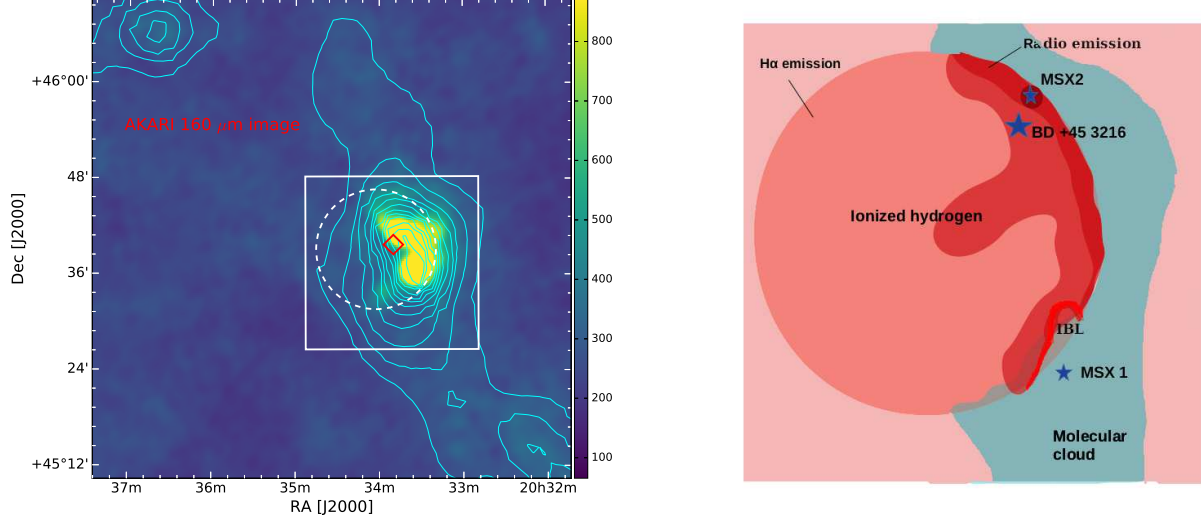 +46°00'
48'
36'
24'
+45°12'
Dec [J2000]
AKARI 160 μm image
37m
36m
35m
34m
33m
20h32m
RA [J2000]
800
700
600
500
400
300
200
100
Hα emission
Radio emission
MSX2
BD +45 3216
Ionized hydrogen
IBL
MSX 1
Molecular
cloud